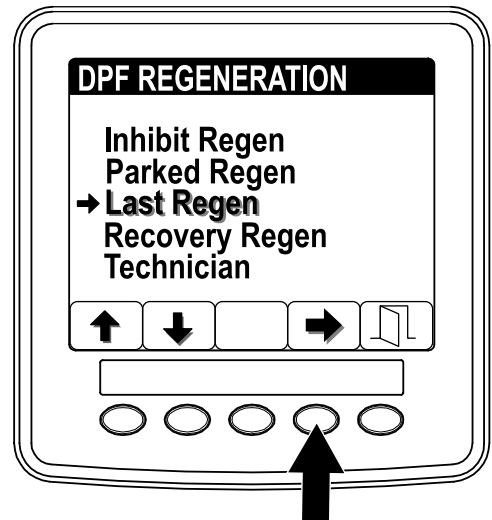 DPF REGENERATION
Inhibit Regen
Parked Regen
Last Regen
Recovery Regen
Technician